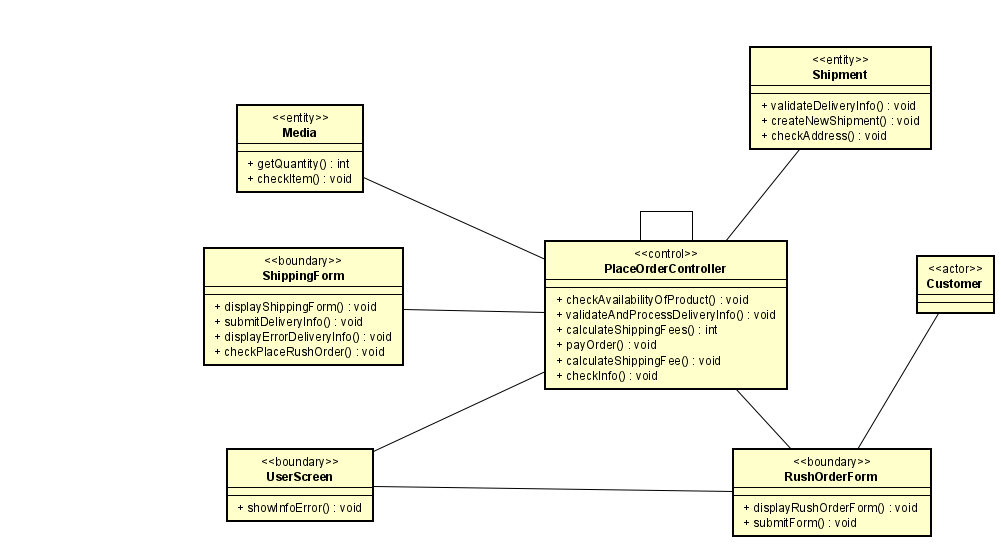 <<entity>>
Shipment
+ validateDeliveryInfo() : void
+ createNewShipment() : void
+ checkAddress() : void
<<entity>>
Media
+ getQuantity() : int
+ checkItem() : void
<<control>>
PlaceOrderController
+ checkAvailabilityOfProduct() : void
+ validateAndProcessDeliveryInfo() : void
+ calculateShippingFees() : int
+ payOrder() : void
+ calculateShippingFee() : void
+ checkInfo() : void
<<boundary>>
ShippingForm
+ displayShippingForm() : void
+ submitDeliveryInfo() : void
+ displayErrorDeliveryInfo() : void
+ checkPlaceRushOrder() : void
<<actor>>
Customer
<<boundary>>
UserScreen
+ showInfoError() : void
<<boundary>>
RushOrderForm
+ displayRushOrderForm() : void
+ submitForm() : void